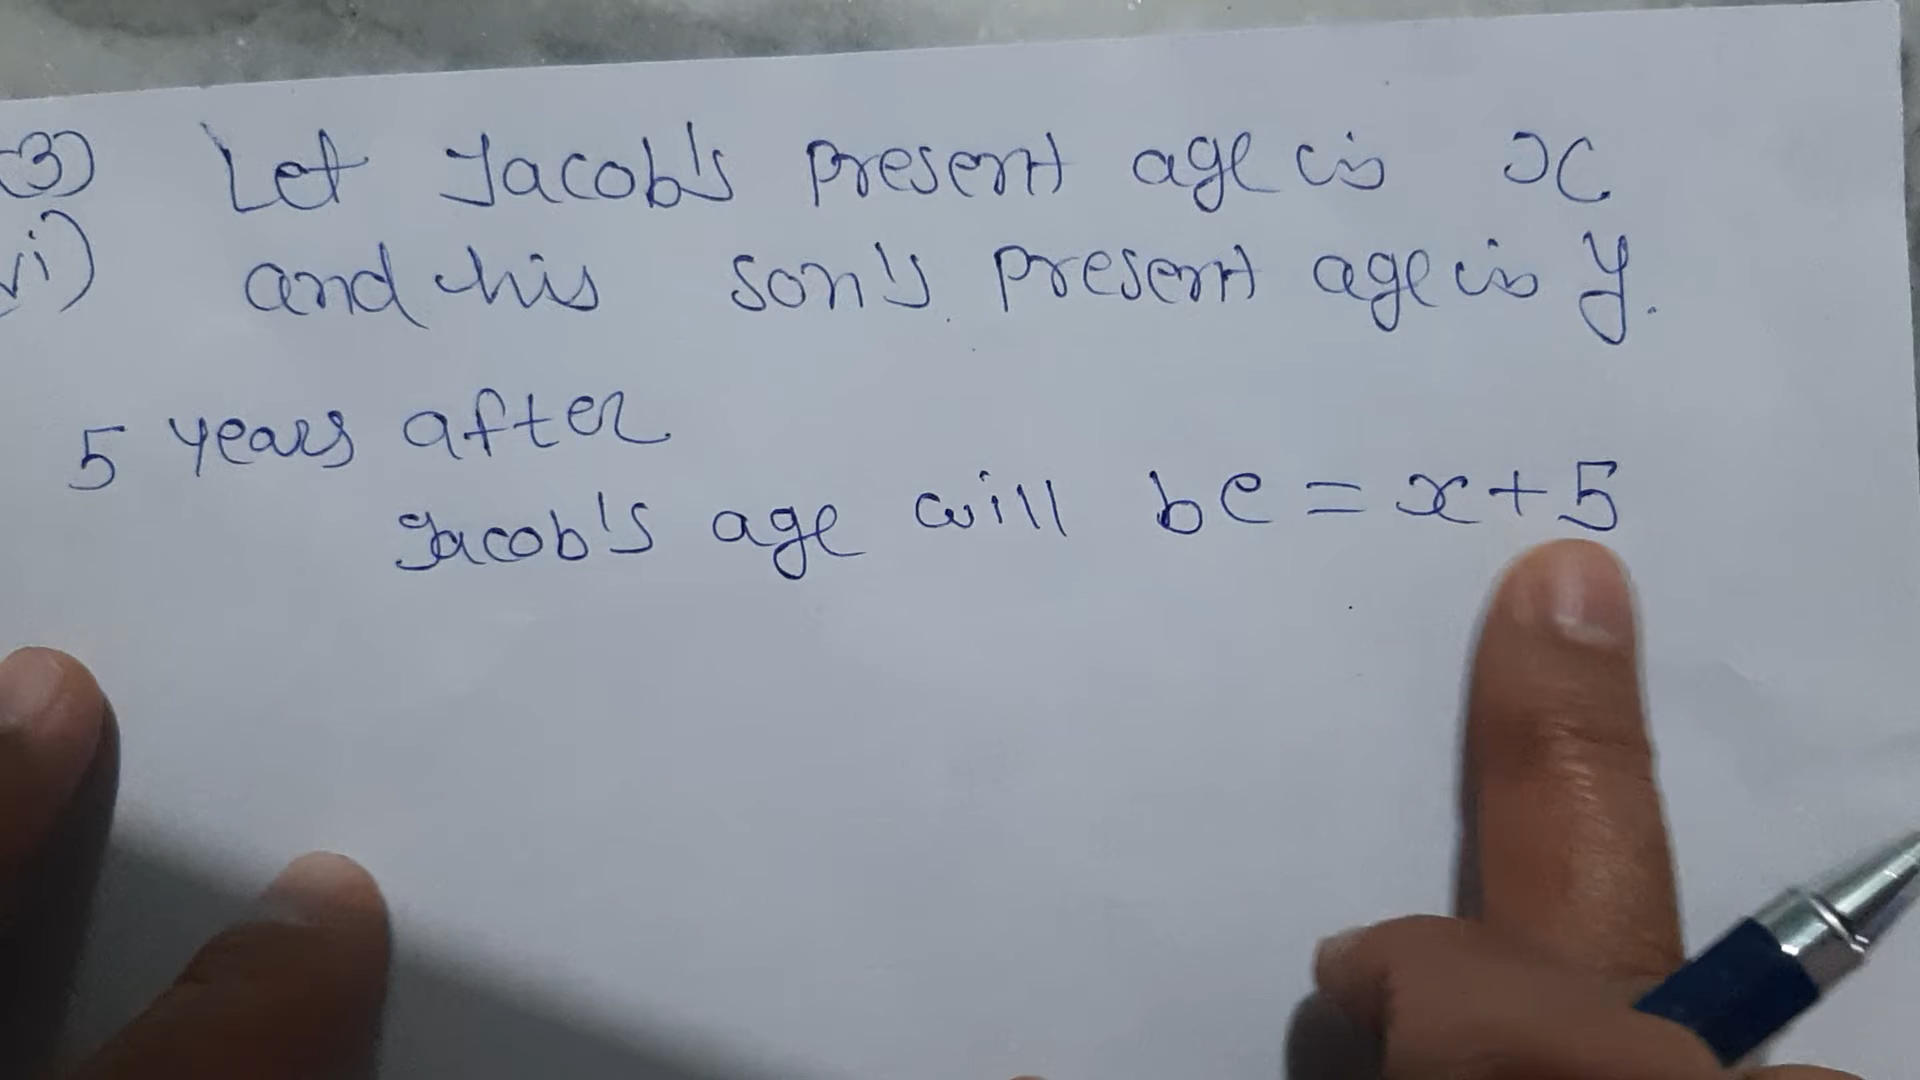 (3) Let Jacob's present age is x
vi) and his son's present age is y.
5 years after
Jacob's age will be = x + 5